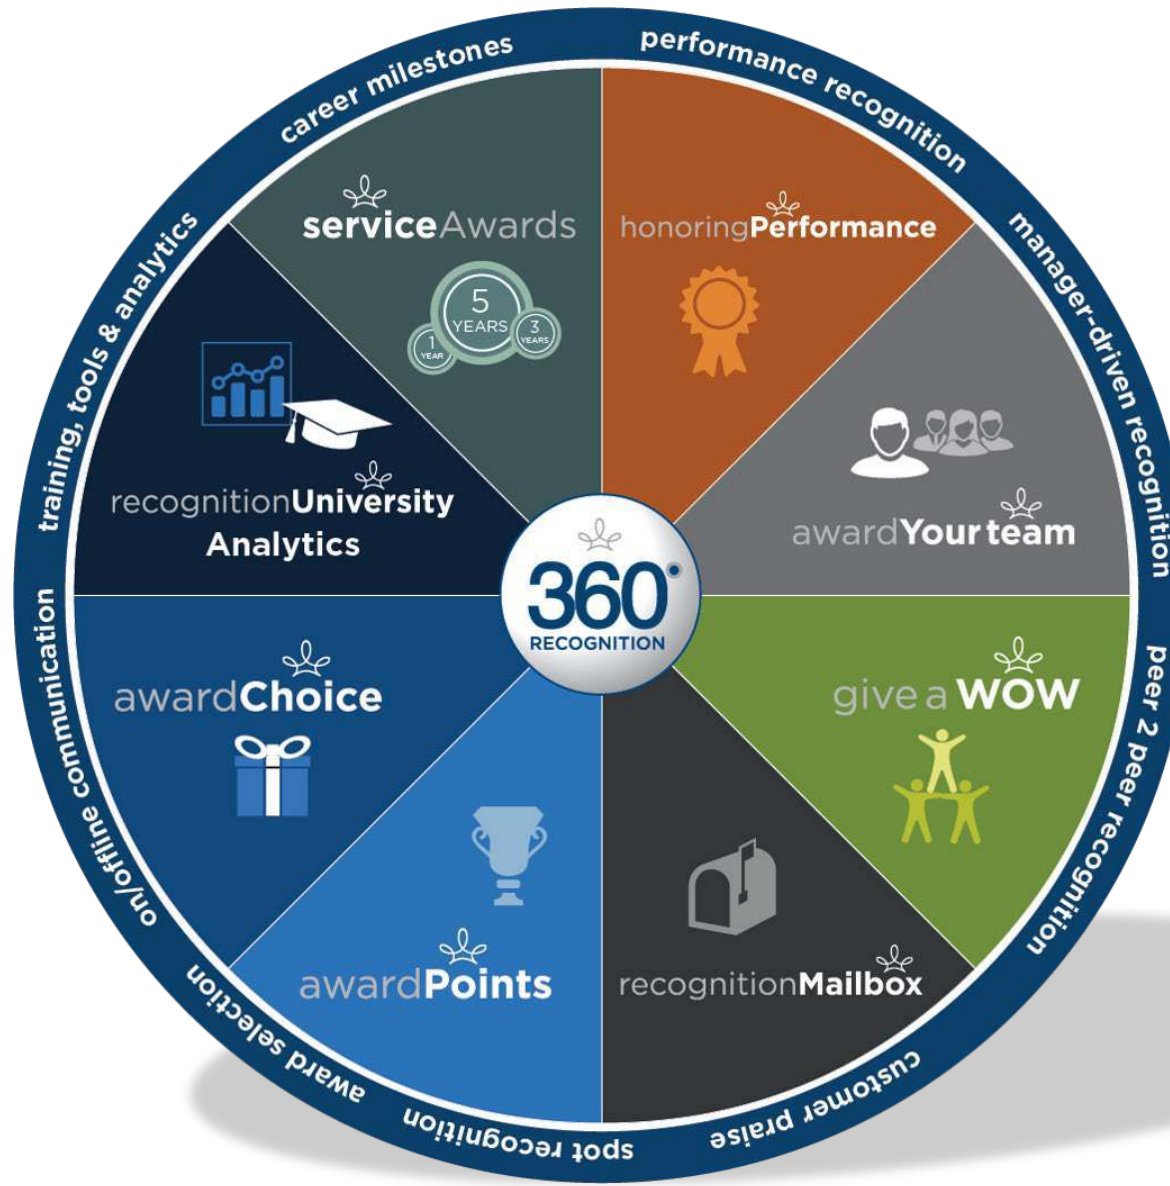 career milestones
performance recognition
manager-driven recognition
peer 2 peer recognition
customer praise
spot recognition
award selection
on/offline communication
training, tools & analytics
serviceAwards
5
YEARS
1
YEAR
3
YEARS
honoringPerformance
awardYour team
give a WOW
recognitionMailbox
awardPoints
awardChoice
recognitionUniversity
Analytics
360°
RECOGNITION